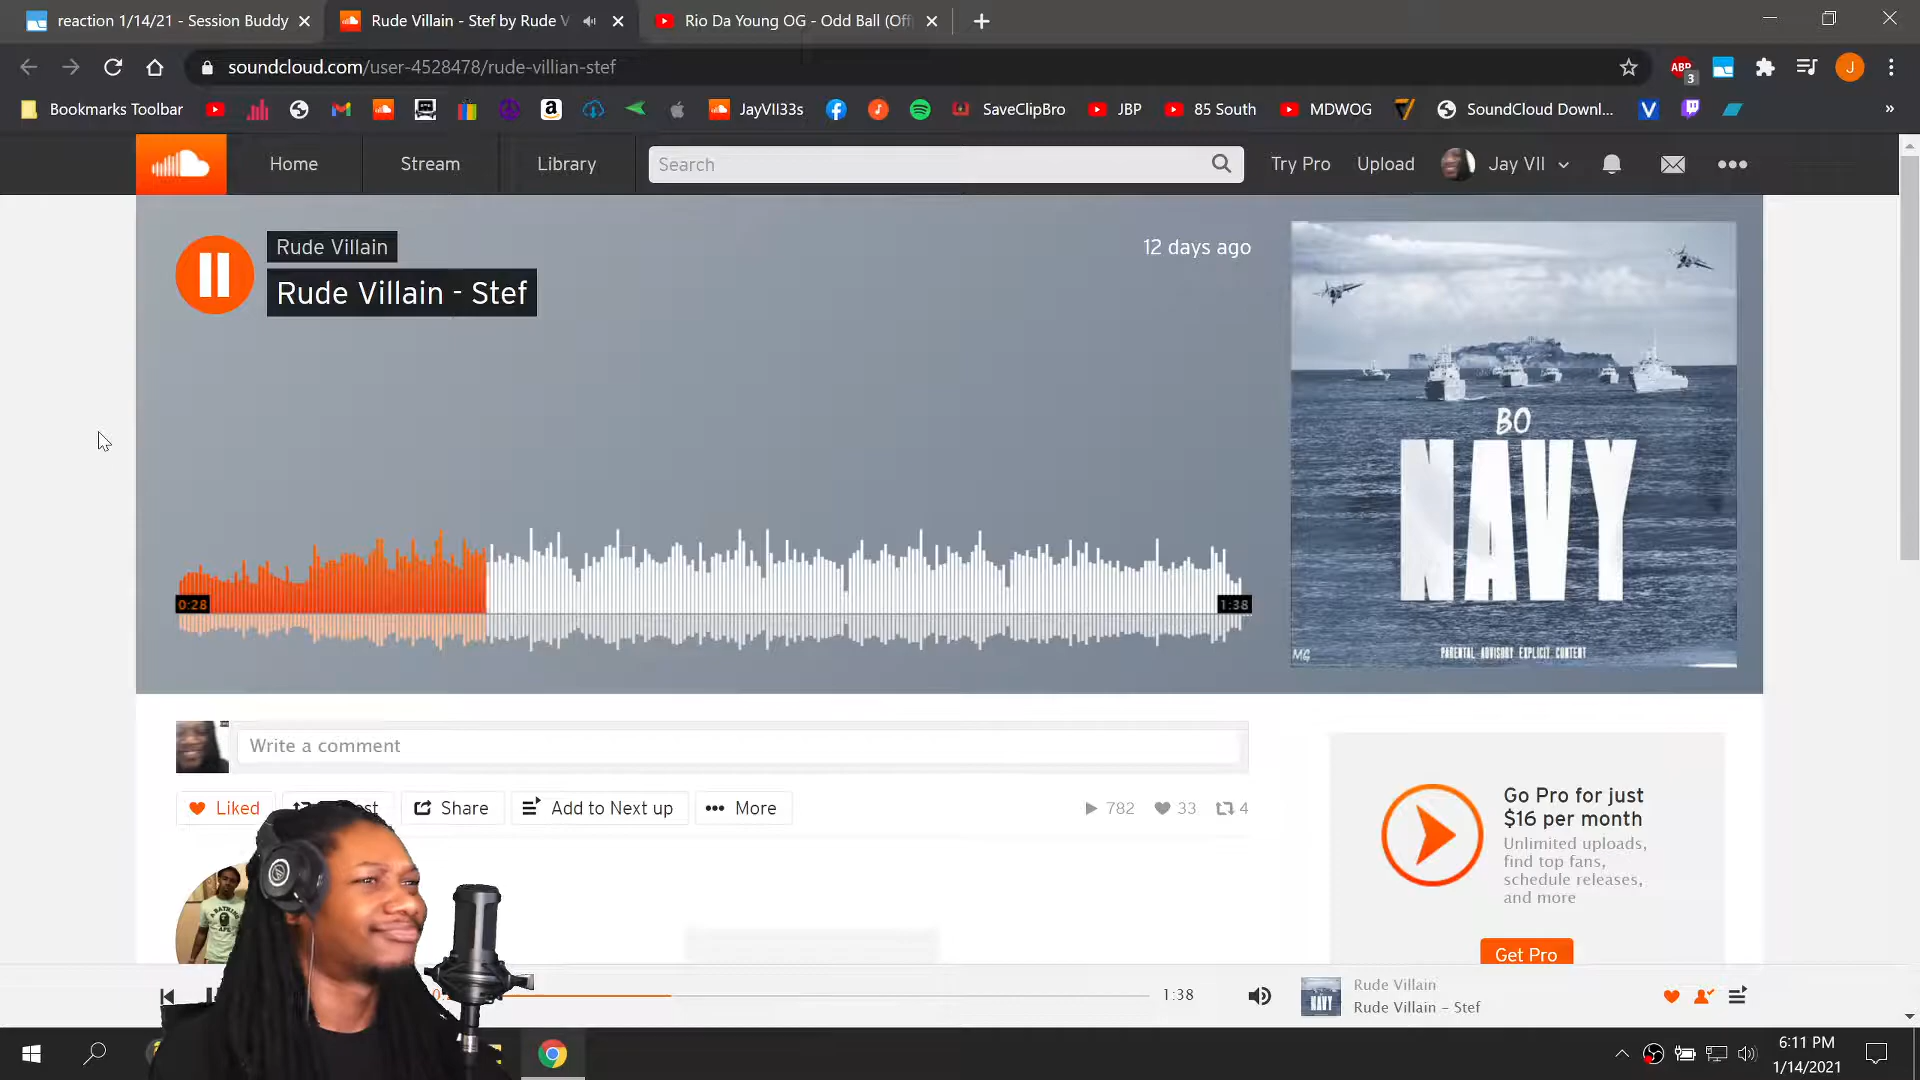 reaction 1/14/21 - Session Buddy
Rude Villain - Stef by Rude V
Rio Da Young OG - Odd Ball (Off
soundcloud.com/user-4528478/rude-villian-stef
ABP
3
J
Bookmarks Toolbar
JayVII33s
SaveClipBro
JBP
85 South
MDWOG
SoundCloud Downl...
Home
Stream
Library
Search
Try Pro
Upload
Jay VII
Rude Villain
12 days ago
Rude Villain - Stef
BO
NAVY
MG
PARENTAL ADVISORY EXPLICIT CONTENT
0:28
1:38
Write a comment
Liked
Share
Add to Next up
More
782
33
4
Go Pro for just
$16 per month
Unlimited uploads,
find top fans,
schedule releases,
and more
Get Pro
1:38
Rude Villain
Rude Villain - Stef
6:11 PM
1/14/2021